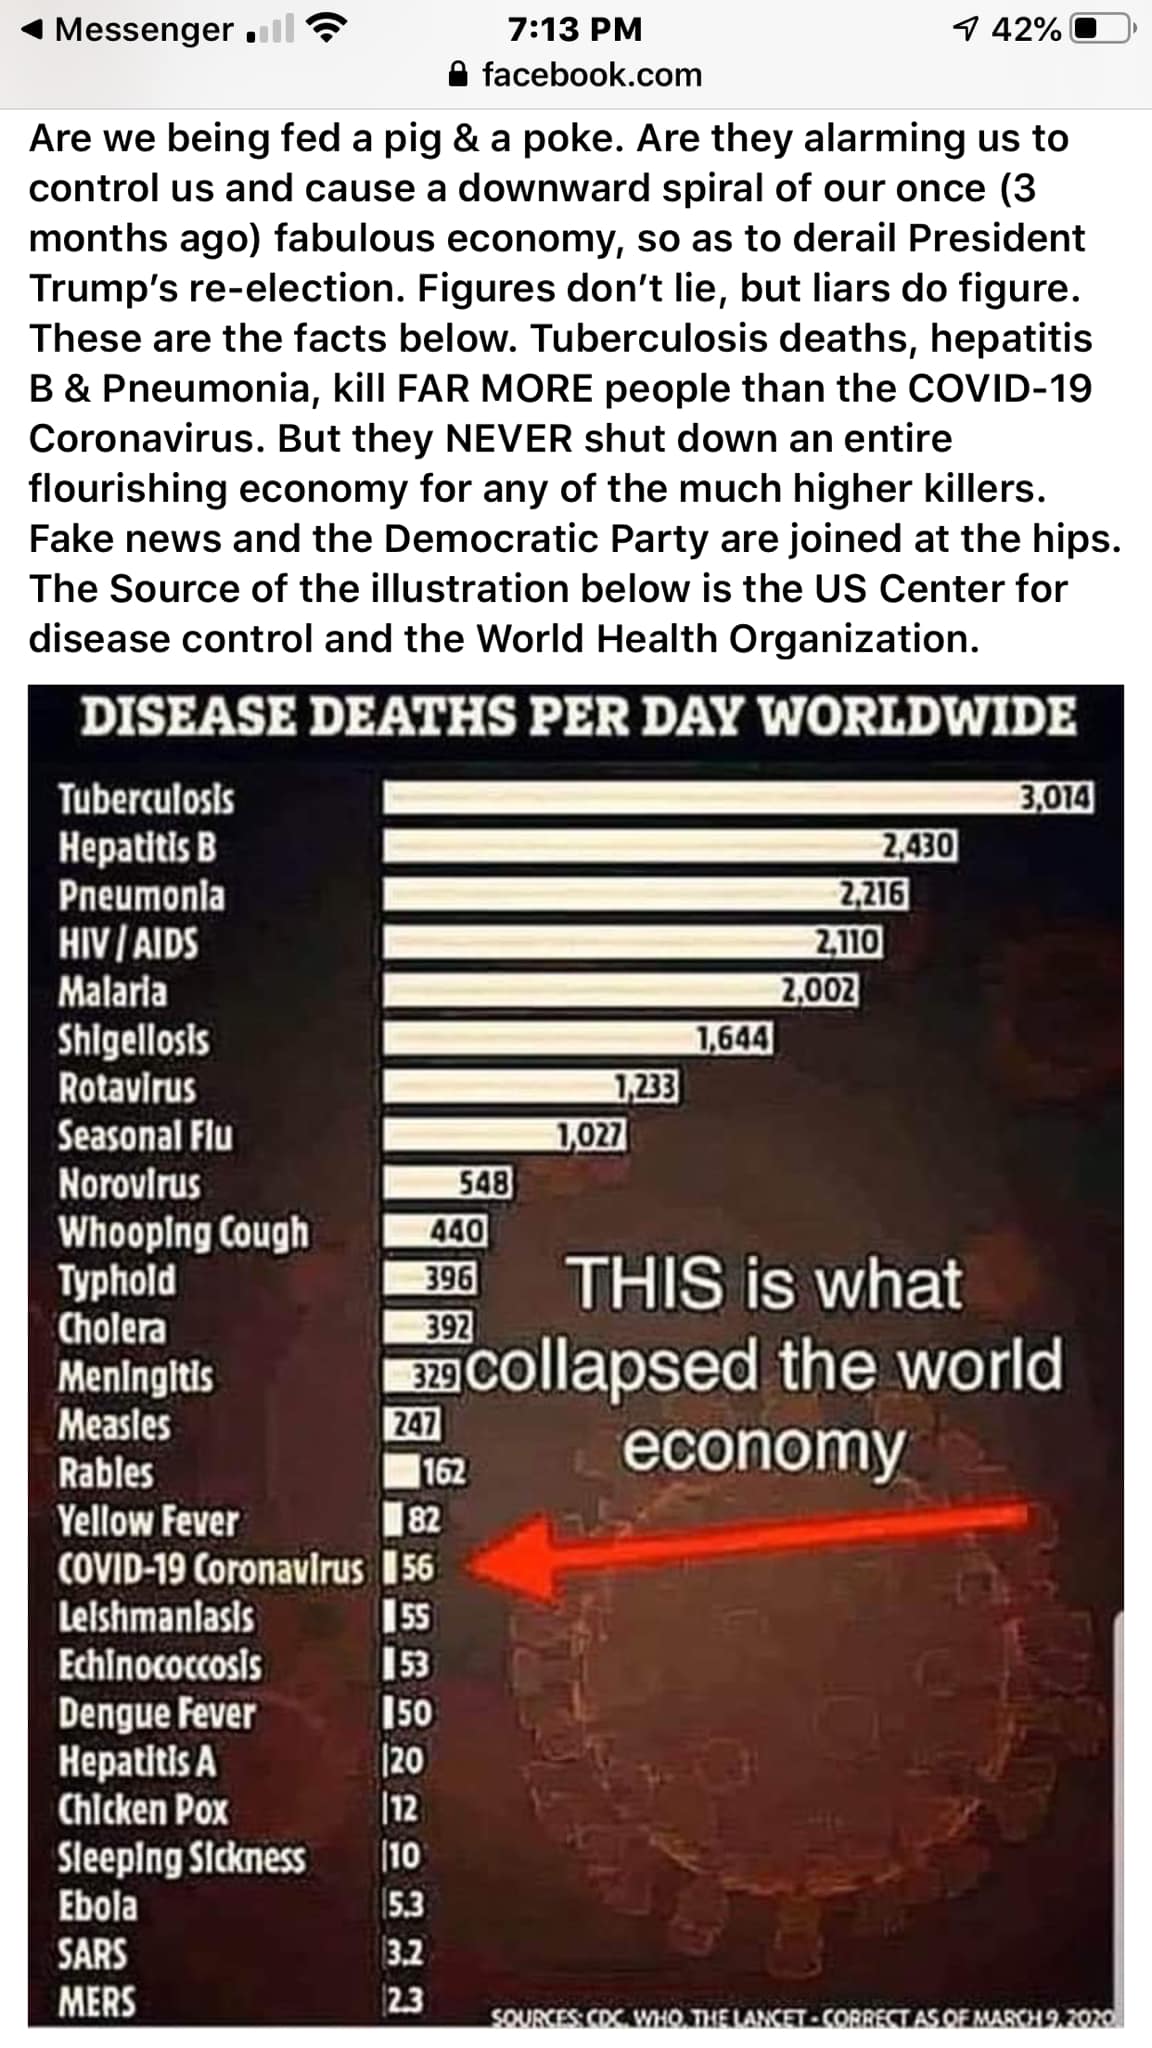 ◀ Messenger 7:13 PM 42%
facebook.com
Are we being fed a pig & a poke. Are they alarming us to
control us and cause a downward spiral of our once (3
months ago) fabulous economy, so as to derail President
Trump’s re-election. Figures don’t lie, but liars do figure.
These are the facts below. Tuberculosis deaths, hepatitis
B & Pneumonia, kill FAR MORE people than the COVID-19
Coronavirus. But they NEVER shut down an entire
flourishing economy for any of the much higher killers.
Fake news and the Democratic Party are joined at the hips.
The Source of the illustration below is the US Center for
disease control and the World Health Organization.
DISEASE DEATHS PER DAY WORLDWIDE
Tuberculosis 3,014
Hepatitis B 2,430
Pneumonia 2,216
HIV / AIDS 2,110
Malaria 2,002
Shigellosis 1,644
Rotavirus 1,233
Seasonal Flu 1,027
Norovirus 548
Whooping Cough 440
Typhoid 396
Cholera 392
Meningitis 329
Measles 247
Rabies 162
Yellow Fever 82
COVID-19 Coronavirus 56
Leishmaniasis 55
Echinococcosis 53
Dengue Fever 50
Hepatitis A 20
Chicken Pox 12
Sleeping Sickness 10
Ebola 5.3
SARS 3.2
MERS 2.3
THIS is what
collapsed the world
economy
SOURCES: CDC, WHO, THE LANCET - CORRECT AS OF MARCH 9, 2020